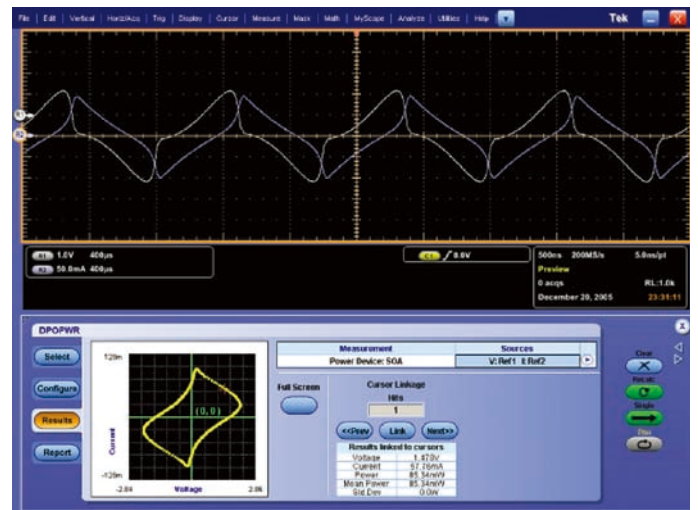 File | Edit | Vertical | Horiz/Acq | Trig | Display | Cursor | Measure | Mask | Math | MyScope | Analyze | Utilities | Help
Tek
R1
R2
R1 1.0V 400µs
R2 50.0mA 400µs
0.0V
500ms 200MS/s 5.0ns/pt
Preview
0 acqs RL:1.0k
December 20, 2005 23:31:11
DPOPWR
Select
Configure
Results
Report
120m
Current
-120m
(0, 0)
-2.04 Voltage 2.06
Measurement Sources
Power Device: SOA V: Ref1 I: Ref2
Full Screen
Cursor Linkage
Hits
1
<<Prev Link Next>>
Results linked to cursors
Voltage 1.478V
Current 57.76mA
Power 85.34mW
Mean Power 85.34mW
Std Dev 0.0W
Clear
Recalc
Single